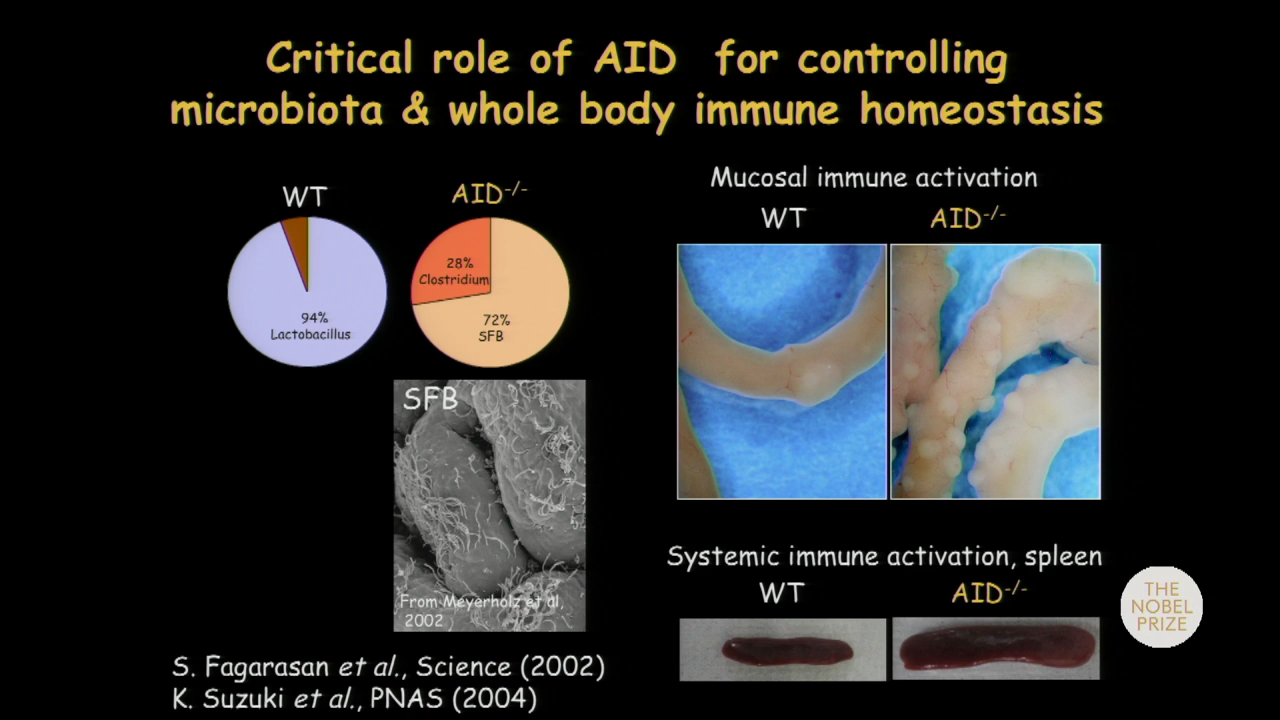 Critical role of AID for controlling
microbiota & whole body immune homeostasis
WT
AID-/-
94%
Lactobacillus
28%
Clostridium
72%
SFB
SFB
From Meyerholz et al,
2002
S. Fagarasan et al., Science (2002)
K. Suzuki et al., PNAS (2004)
Mucosal immune activation
WT
AID-/-
Systemic immune activation, spleen
WT
AID-/-
THE
NOBEL
PRIZE